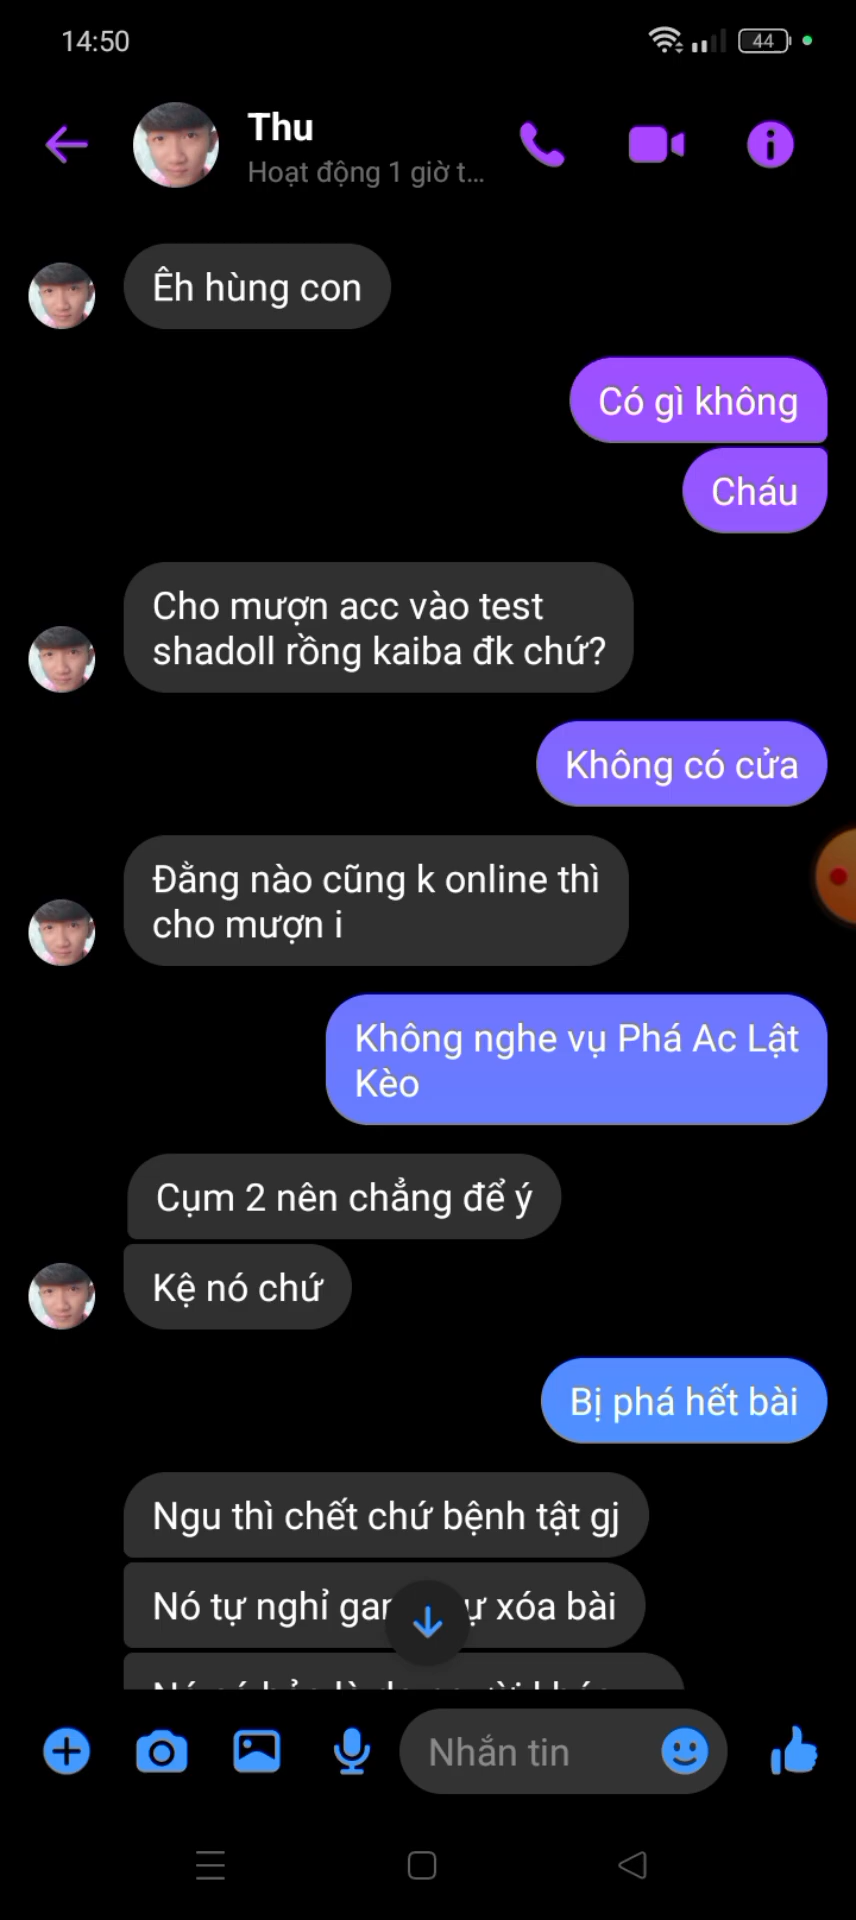 14:50
44
Thu
Hoạt động 1 giờ t...
Êh hùng con
Có gì không
Cháu
Cho mượn acc vào test
shadoll rồng kaiba đk chứ?
Không có cửa
Đằng nào cũng k online thì
cho mượn i
Không nghe vụ Phá Ac Lật
Kèo
Cụm 2 nên chẳng để ý
Kệ nó chứ
Bị phá hết bài
Ngu thì chết chứ bệnh tật gj
Nó tự nghỉ xóa bài
Nhắn tin